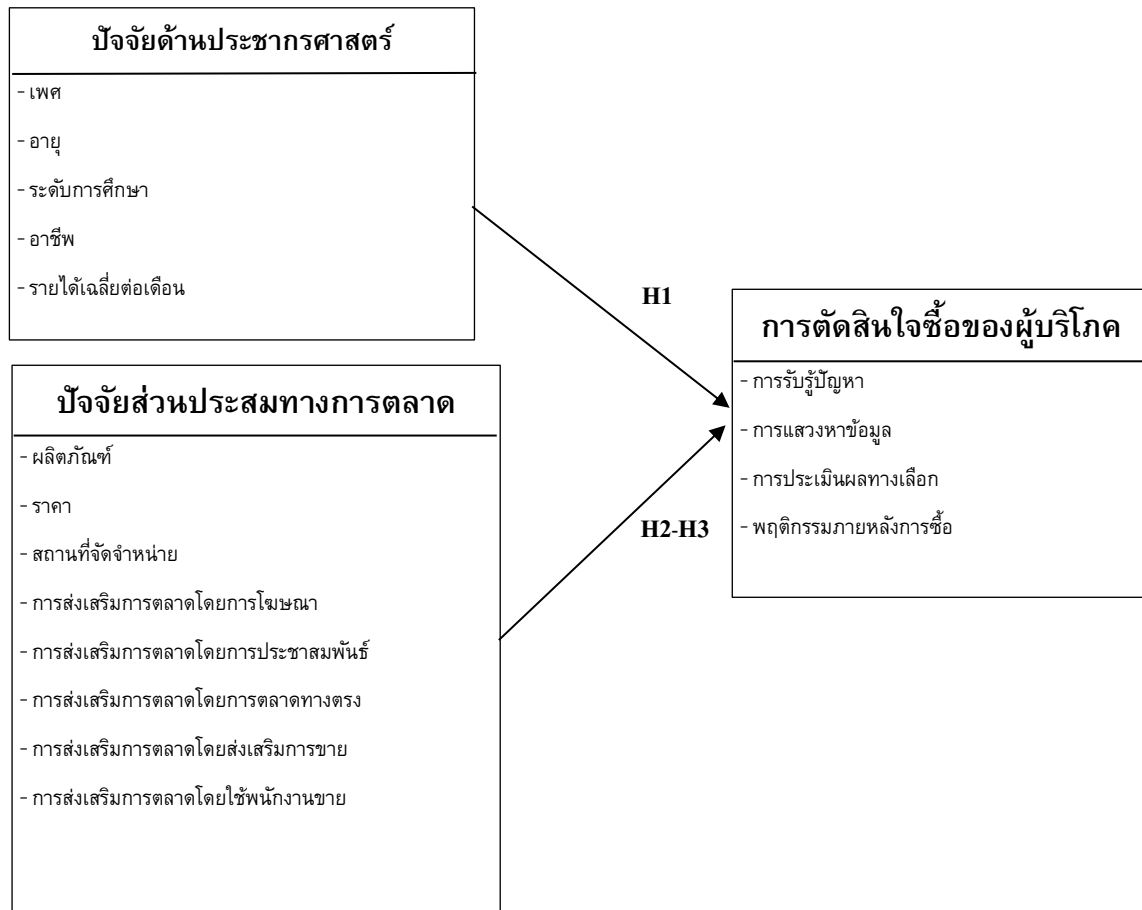 ปัจจัยด้านประชากรศาสตร์
- เพศ
- อายุ
- ระดับการศึกษา
- อาชีพ
- รายได้เฉลี่ยต่อเดือน
H1
การตัดสินใจซื้อของผู้บริโภค
- การรับรู้ปัญหา
- การแสวงหาข้อมูล
- การประเมินผลทางเลือก
- พฤติกรรมภายหลังการซื้อ
ปัจจัยส่วนประสมทางการตลาด
- ผลิตภัณฑ์
- ราคา
- สถานที่จัดจำหน่าย
- การส่งเสริมการตลาดโดยการโฆษณา
- การส่งเสริมการตลาดโดยการประชาสมพันธ์
- การส่งเสริมการตลาดโดยการตลาดทางตรง
- การส่งเสริมการตลาดโดยส่งเสริมการขาย
- การส่งเสริมการตลาดโดยใช้พนักงานขาย
H2-H3